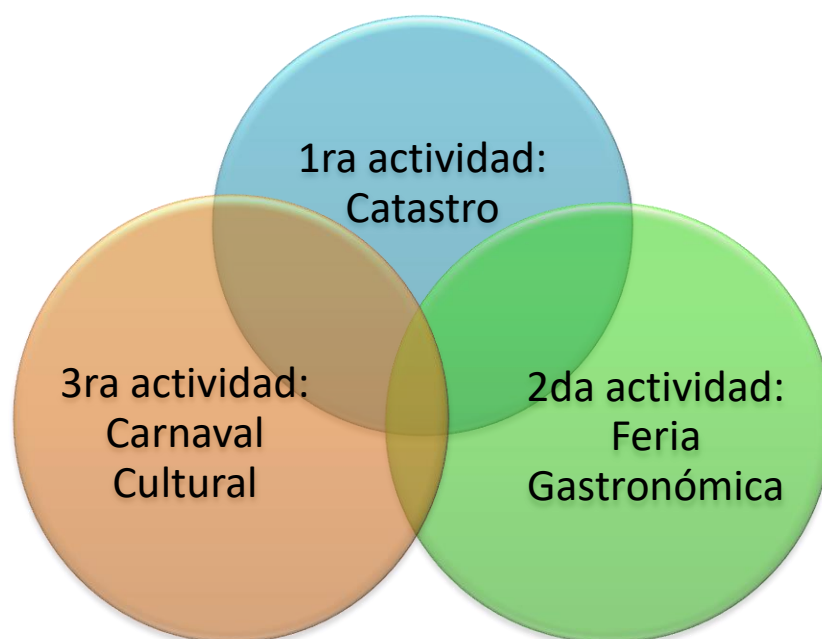 1ra actividad:
Catastro
3ra actividad:
Carnaval
Cultural
2da actividad:
Feria
Gastronómica